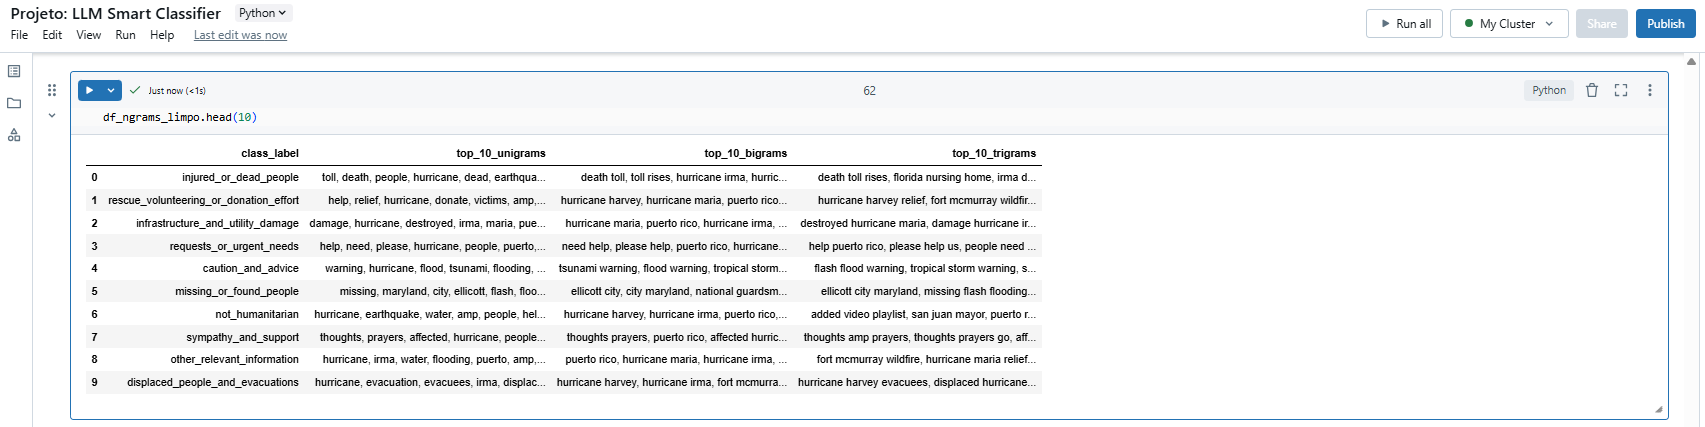 Projeto: LLM Smart Classifier Python
File Edit View Run Help Last edit was now
Run all My Cluster Share Publish
Just now (<1s) 62 Python
df_ngrams_limpo.head(10)
class_label top_10_unigrams top_10_bigrams top_10_trigrams
0 injured_or_dead_people toll, death, people, hurricane, dead, earthqua... death toll, toll rises, hurricane irma, hurric... death toll rises, florida nursing home, irma d...
1 rescue_volunteering_or_donation_effort help, relief, hurricane, donate, victims, amp,... hurricane harvey, hurricane maria, puerto rico... hurricane harvey relief, fort mcmurray wildfir...
2 infrastructure_and_utility_damage damage, hurricane, destroyed, irma, maria, pue... hurricane maria, puerto rico, hurricane irma, ... destroyed hurricane maria, damage hurricane ir...
3 requests_or_urgent_needs help, need, please, hurricane, people, puerto,... need help, please help, puerto rico, hurricane... help puerto rico, please help us, people need ...
4 caution_and_advice warning, hurricane, flood, tsunami, flooding, ... tsunami warning, flood warning, tropical storm... flash flood warning, tropical storm warning, s...
5 missing_or_found_people missing, maryland, city, ellicott, flash, floo... ellicott city, city maryland, national guardsm... ellicott city maryland, missing flash flooding...
6 not_humanitarian hurricane, earthquake, water, amp, people, hel... hurricane harvey, hurricane irma, puerto rico,... added video playlist, san juan mayor, puerto r...
7 sympathy_and_support thoughts, prayers, affected, hurricane, people... thoughts prayers, puerto rico, affected hurric... thoughts amp prayers, thoughts prayers go, aff...
8 other_relevant_information hurricane, irma, water, flooding, puerto, amp,... puerto rico, hurricane maria, hurricane irma, ... fort mcmurray wildfire, hurricane maria relief...
9 displaced_people_and_evacuations hurricane, evacuation, evacuees, irma, displac... hurricane harvey, hurricane irma, fort mcmurra... hurricane harvey evacuees, displaced hurricane...